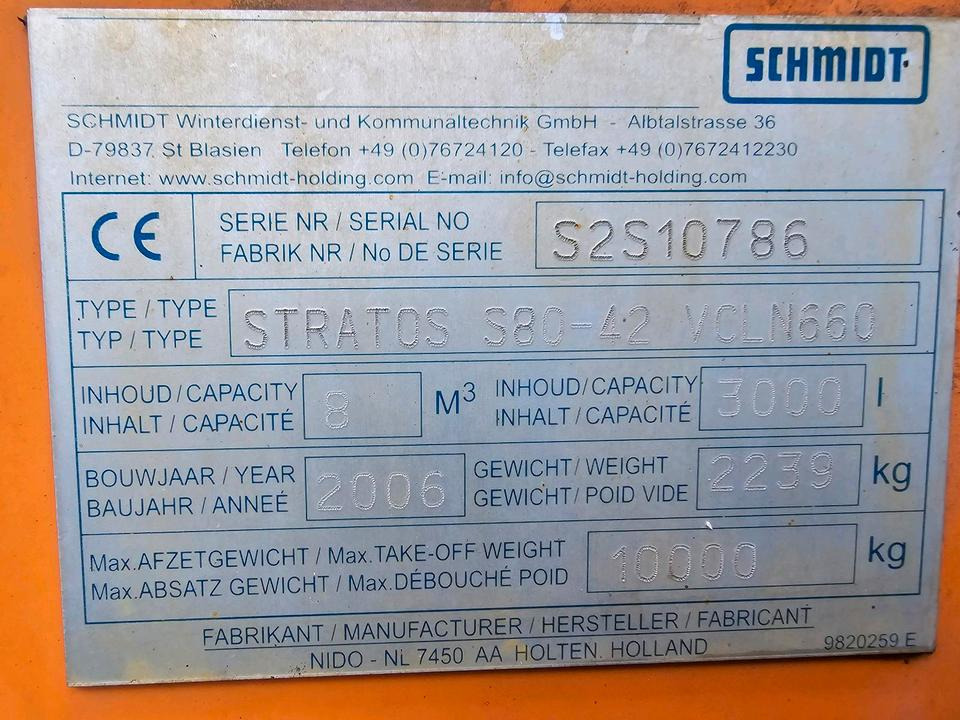 SCHMIDT
SCHMIDT Winterdienst- und Kommunaltechnik GmbH - Albtalstrasse 36
D-79837 St Blasien Telefon +49 (0)76724120 - Telefax +49 (0)7672412230
Internet: www.schmidt-holding.com E-mail: info@schmidt-holding.com
CE
SERIE NR / SERIAL NO
FABRIK NR / No DE SERIE
S2S10786
TYPE / TYPE
TYP / TYPE
STRATOS S80-42 VCLN660
INHOUD / CAPACITY
INHALT / CAPACITÉ
8 M³
INHOUD / CAPACITY
INHALT / CAPACITÉ
3000 l
BOUWJAAR / YEAR
BAUJAHR / ANNEÉ
2006
GEWICHT / WEIGHT
GEWICHT / POID VIDE
2239 kg
Max.AFZETGEWICHT / Max.TAKE-OFF WEIGHT
Max.ABSATZ GEWICHT / Max.DÉBOUCHÉ POID
10000 kg
FABRIKANT / MANUFACTURER / HERSTELLER / FABRICANT
NIDO - NL 7450 AA HOLTEN. HOLLAND
9820259 E